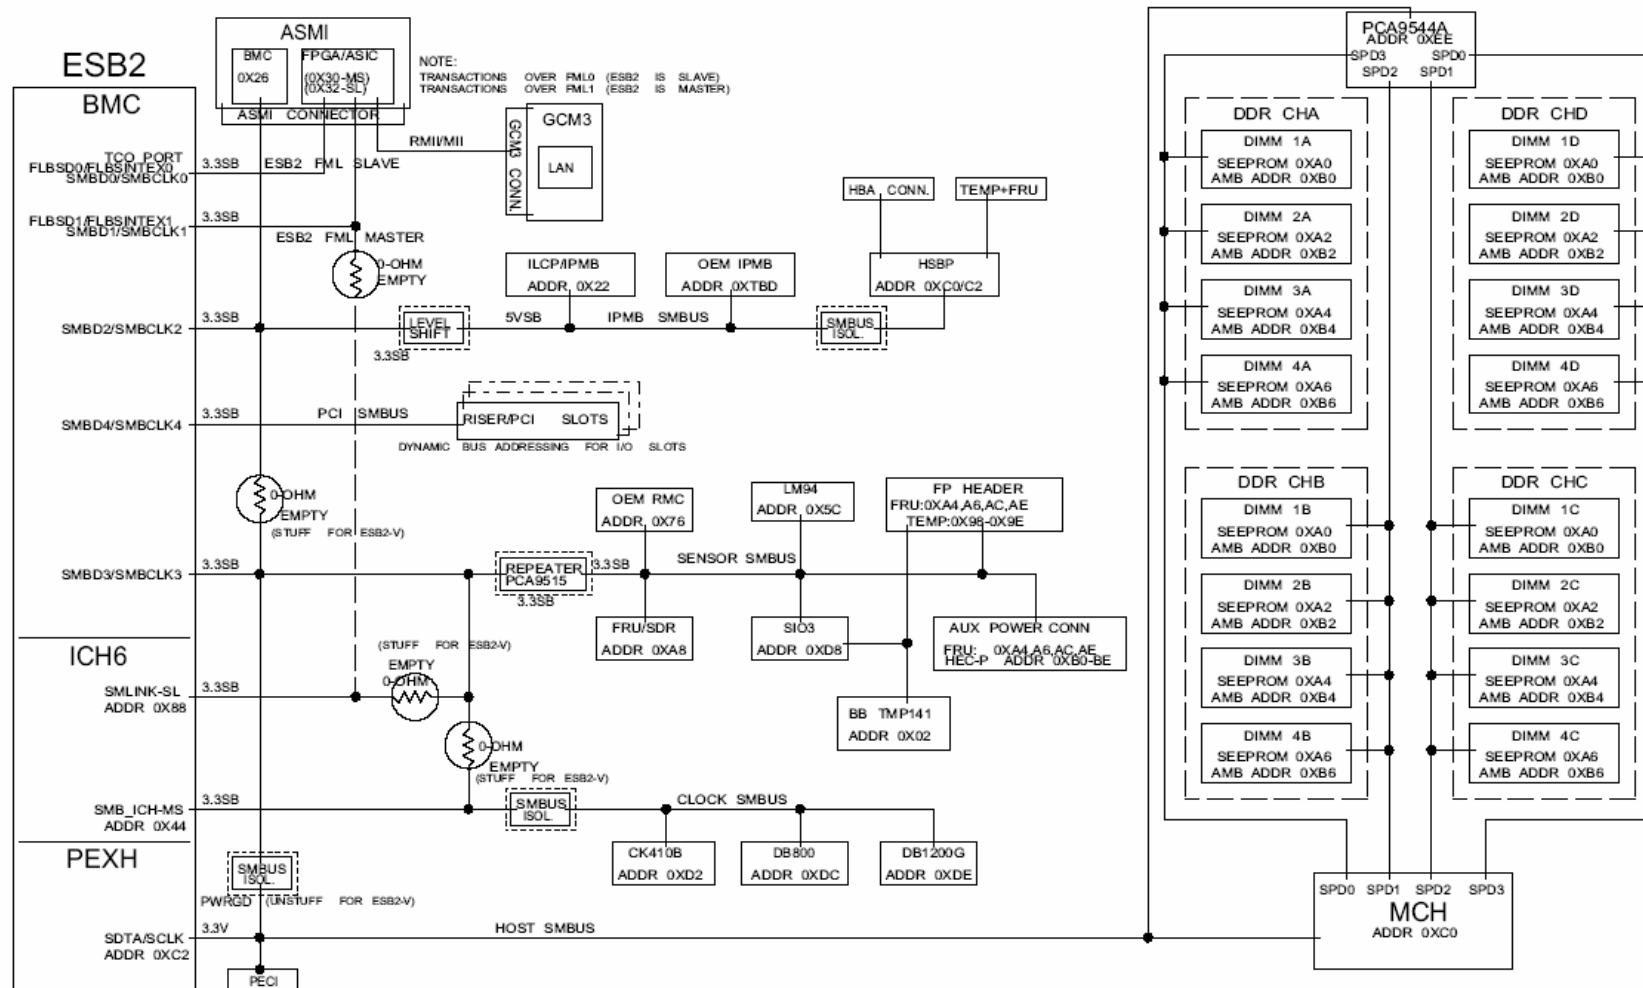 ESB2
BMC
ASMI
BMC
0X26
FPGA/ASIC
(0X30-MS)
(0X32-SL)
ASMI CONNECTOR
NOTE:
TRANSACTIONS OVER FML0 (ESB2 IS SLAVE)
TRANSACTIONS OVER FML1 (ESB2 IS MASTER)
GCM3
GCM3 CONN.
LAN
RMII/MII
TCO PORT
FLBSD0/FLBSINTEX0
SMBD0/SMBCLK0
3.3SB
ESB2 FML SLAVE
FLBSD1/FLBSINTEX1
SMBD1/SMBCLK1
3.3SB
ESB2 FML MASTER
0-OHM
EMPTY
HBA CONN.
TEMP+FRU
ILCP/IPMB
ADDR 0X22
OEM IPMB
ADDR 0XTBD
HSBP
ADDR 0XC0/C2
SMBD2/SMBCLK2
3.3SB
LEVEL
SHIFT
3.3SB
5VSB
IPMB SMBUS
SMBUS
ISOL.
SMBD4/SMBCLK4
3.3SB
PCI SMBUS
RISER/PCI SLOTS
DYNAMIC BUS ADDRESSING FOR I/O SLOTS
0-OHM
EMPTY
(STUFF FOR ESB2-V)
OEM RMC
ADDR 0X76
LM94
ADDR 0X5C
FP HEADER
FRU:0XA4,A6,AC,AE
TEMP:0X98-0X9E
SMBD3/SMBCLK3
3.3SB
REPEATER
PCA9515
3.3SB
3.3SB
SENSOR SMBUS
FRU/SDR
ADDR 0XA8
SIO3
ADDR 0XD8
AUX POWER CONN
FRU: 0XA4,A6,AC,AE
HEC-P ADDR 0XB0-BE
BB TMP141
ADDR 0X02
ICH6
SMLINK-SL
ADDR 0X88
3.3SB
(STUFF FOR ESB2-V)
EMPTY
0-OHM
0-OHM
EMPTY
(STUFF FOR ESB2-V)
SMB_ICH-MS
ADDR 0X44
3.3SB
SMBUS
ISOL.
CLOCK SMBUS
CK410B
ADDR 0XD2
DB800
ADDR 0XDC
DB1200G
ADDR 0XDE
PEXH
SMBUS
ISOL.
PWRGD (UNSTUFF FOR ESB2-V)
SDTA/SCLK
ADDR 0XC2
3.3V
HOST SMBUS
PECI
PCA9544A
ADDR 0XEE
SPD3
SPD0
SPD2
SPD1
DDR CHA
DIMM 1A
SEEPROM 0XA0
AMB ADDR 0XB0
DIMM 2A
SEEPROM 0XA2
AMB ADDR 0XB2
DIMM 3A
SEEPROM 0XA4
AMB ADDR 0XB4
DIMM 4A
SEEPROM 0XA6
AMB ADDR 0XB6
DDR CHD
DIMM 1D
SEEPROM 0XA0
AMB ADDR 0XB0
DIMM 2D
SEEPROM 0XA2
AMB ADDR 0XB2
DIMM 3D
SEEPROM 0XA4
AMB ADDR 0XB4
DIMM 4D
SEEPROM 0XA6
AMB ADDR 0XB6
DDR CHB
DIMM 1B
SEEPROM 0XA0
AMB ADDR 0XB0
DIMM 2B
SEEPROM 0XA2
AMB ADDR 0XB2
DIMM 3B
SEEPROM 0XA4
AMB ADDR 0XB4
DIMM 4B
SEEPROM 0XA6
AMB ADDR 0XB6
DDR CHC
DIMM 1C
SEEPROM 0XA0
AMB ADDR 0XB0
DIMM 2C
SEEPROM 0XA2
AMB ADDR 0XB2
DIMM 3C
SEEPROM 0XA4
AMB ADDR 0XB4
DIMM 4C
SEEPROM 0XA6
AMB ADDR 0XB6
SPD0
SPD1
SPD2
SPD3
MCH
ADDR 0XC0